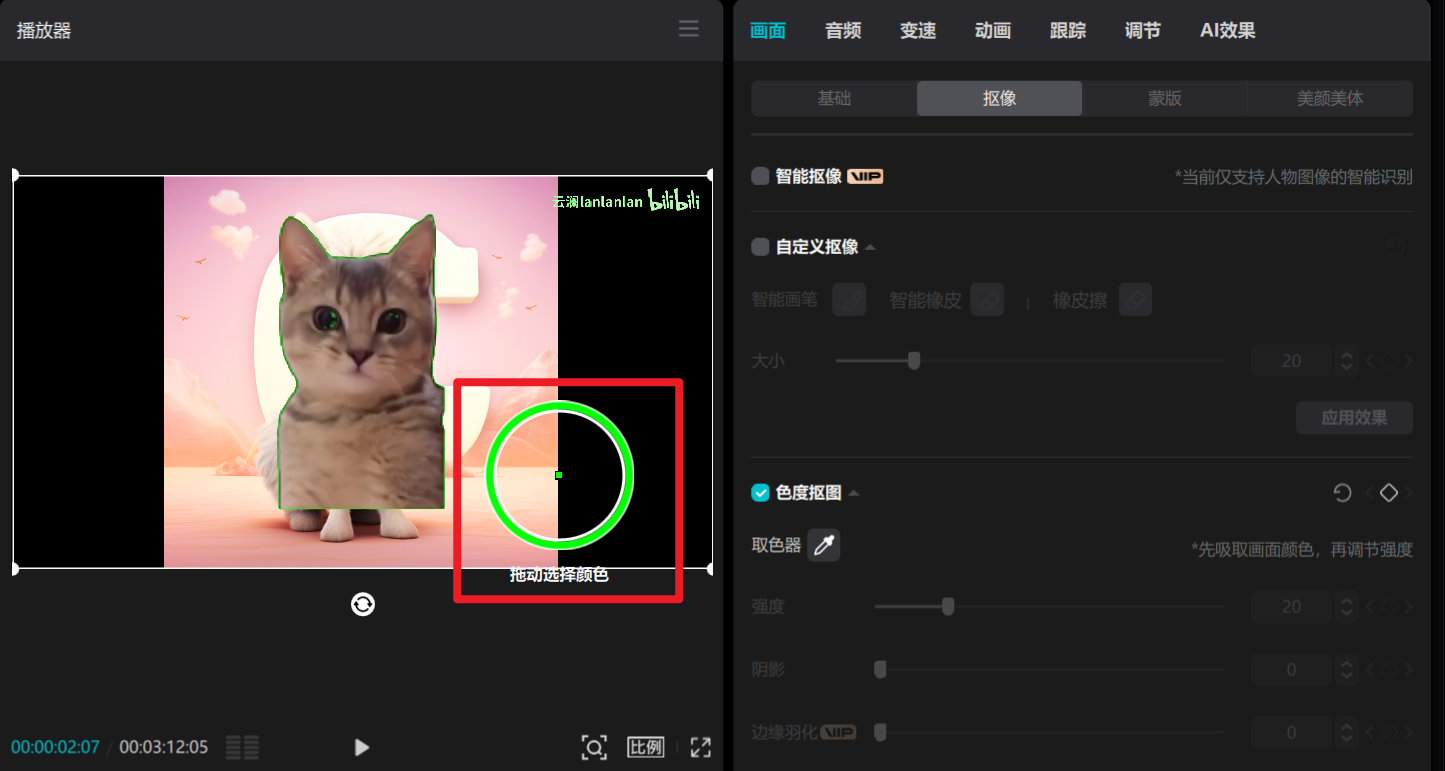 播放器
云澜lanlanlan bilibili
拖动选择颜色
00:00:02:07 / 00:03:12:05
比例
画面 音频 变速 动画 跟踪 调节 AI效果
基础 抠像 蒙版 美颜美体
智能抠像 VIP *当前仅支持人物图像的智能识别
自定义抠像
智能画笔 智能橡皮 | 橡皮擦
大小 20
应用效果
色度抠图
取色器 *先吸取画面颜色，再调节强度
强度 20
阴影 0
边缘羽化 VIP 0